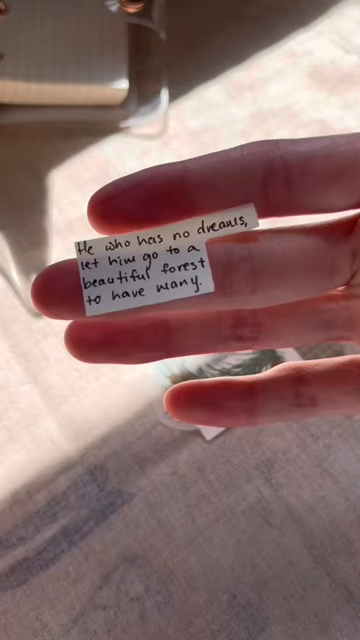 He who has no dreams,
let him go to a
beautiful forest
to have many.